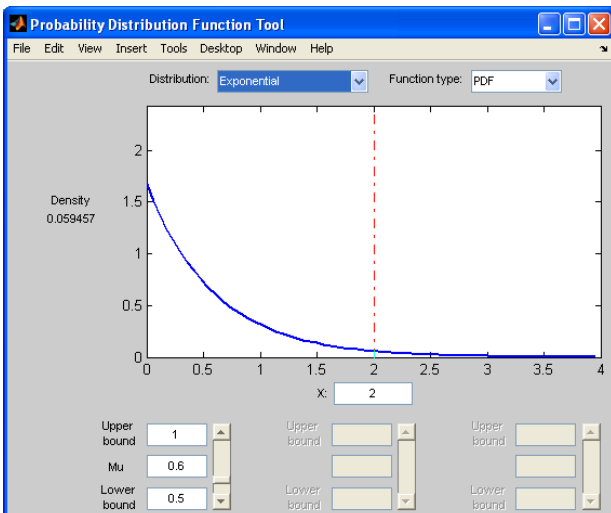 Probability Distribution Function Tool
File Edit View Insert Tools Desktop Window Help
Distribution: Exponential Function type: PDF
2
Density
0.059457
1.5
1
0.5
0
0 0.5 1 1.5 2 2.5 3 3.5 4
X: 2
Upper bound 1 Upper bound Upper bound
Mu 0.6
Lower bound 0.5 Lower bound Lower bound